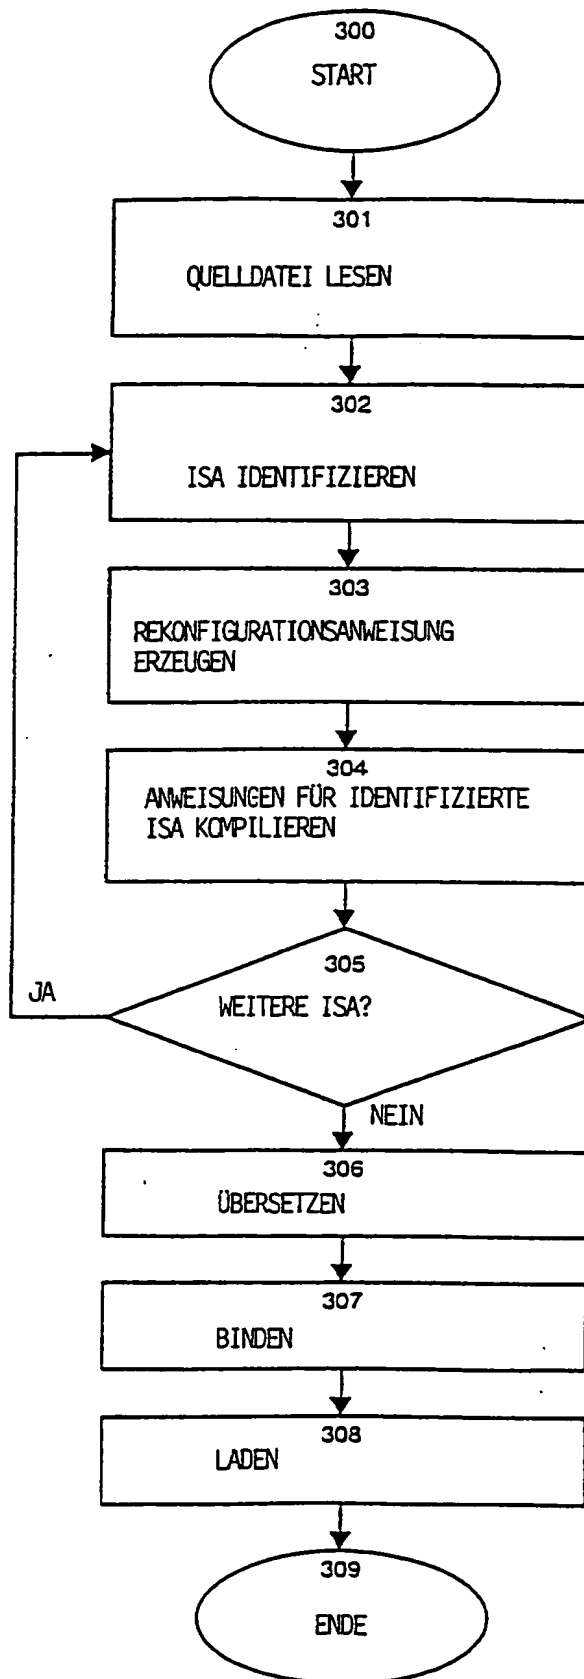 300
START
301
QUELLDATEI LESEN
302
ISA IDENTIFIZIEREN
303
REKONFIGURATIONSANWEISUNG
ERZEUGEN
304
ANWEISUNGEN FÜR IDENTIFIZIERTE
ISA KOMPILIEREN
305
WEITERE ISA?
JA
NEIN
306
ÜBERSETZEN
307
BINDEN
308
LADEN
309
ENDE